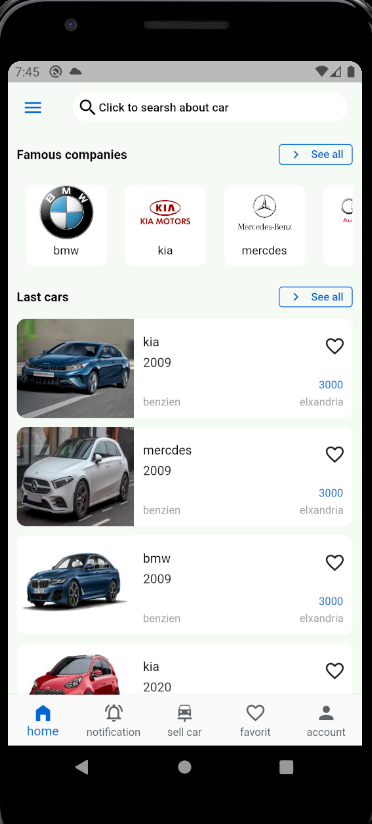 7:45
Click to searsh about car
Famous companies
See all
BMW
KIA
KIA MOTORS
Mercedes-Benz
Au
bmw
kia
mercdes
Last cars
See all
kia
2009
3000
benzien
elxandria
mercdes
2009
3000
benzien
elxandria
bmw
2009
3000
benzien
elxandria
kia
2020
home
notification
sell car
favorit
account